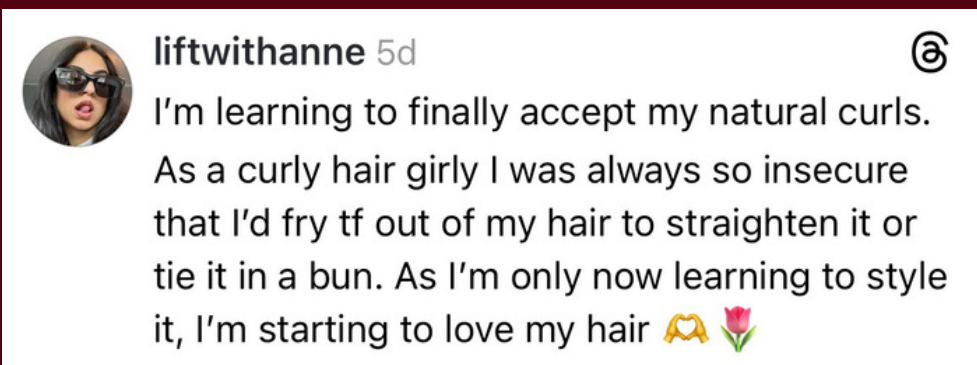 liftwithanne 5d
I’m learning to finally accept my natural curls.
As a curly hair girly I was always so insecure
that I’d fry tf out of my hair to straighten it or
tie it in a bun. As I’m only now learning to style
it, I’m starting to love my hair 🫶🌷